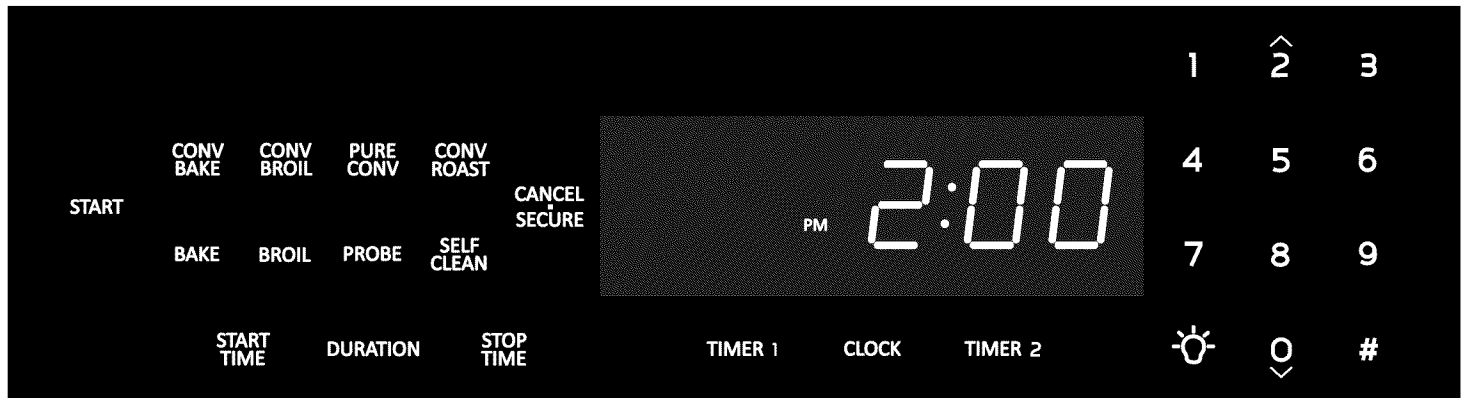 1 2 3
CONV BAKE CONV BROIL PURE CONV CONV ROAST
4 5 6
START
CANCEL
SECURE
PM 2:00
BAKE BROIL PROBE SELF CLEAN
7 8 9
START TIME DURATION STOP TIME
TIMER 1 CLOCK TIMER 2
0 #